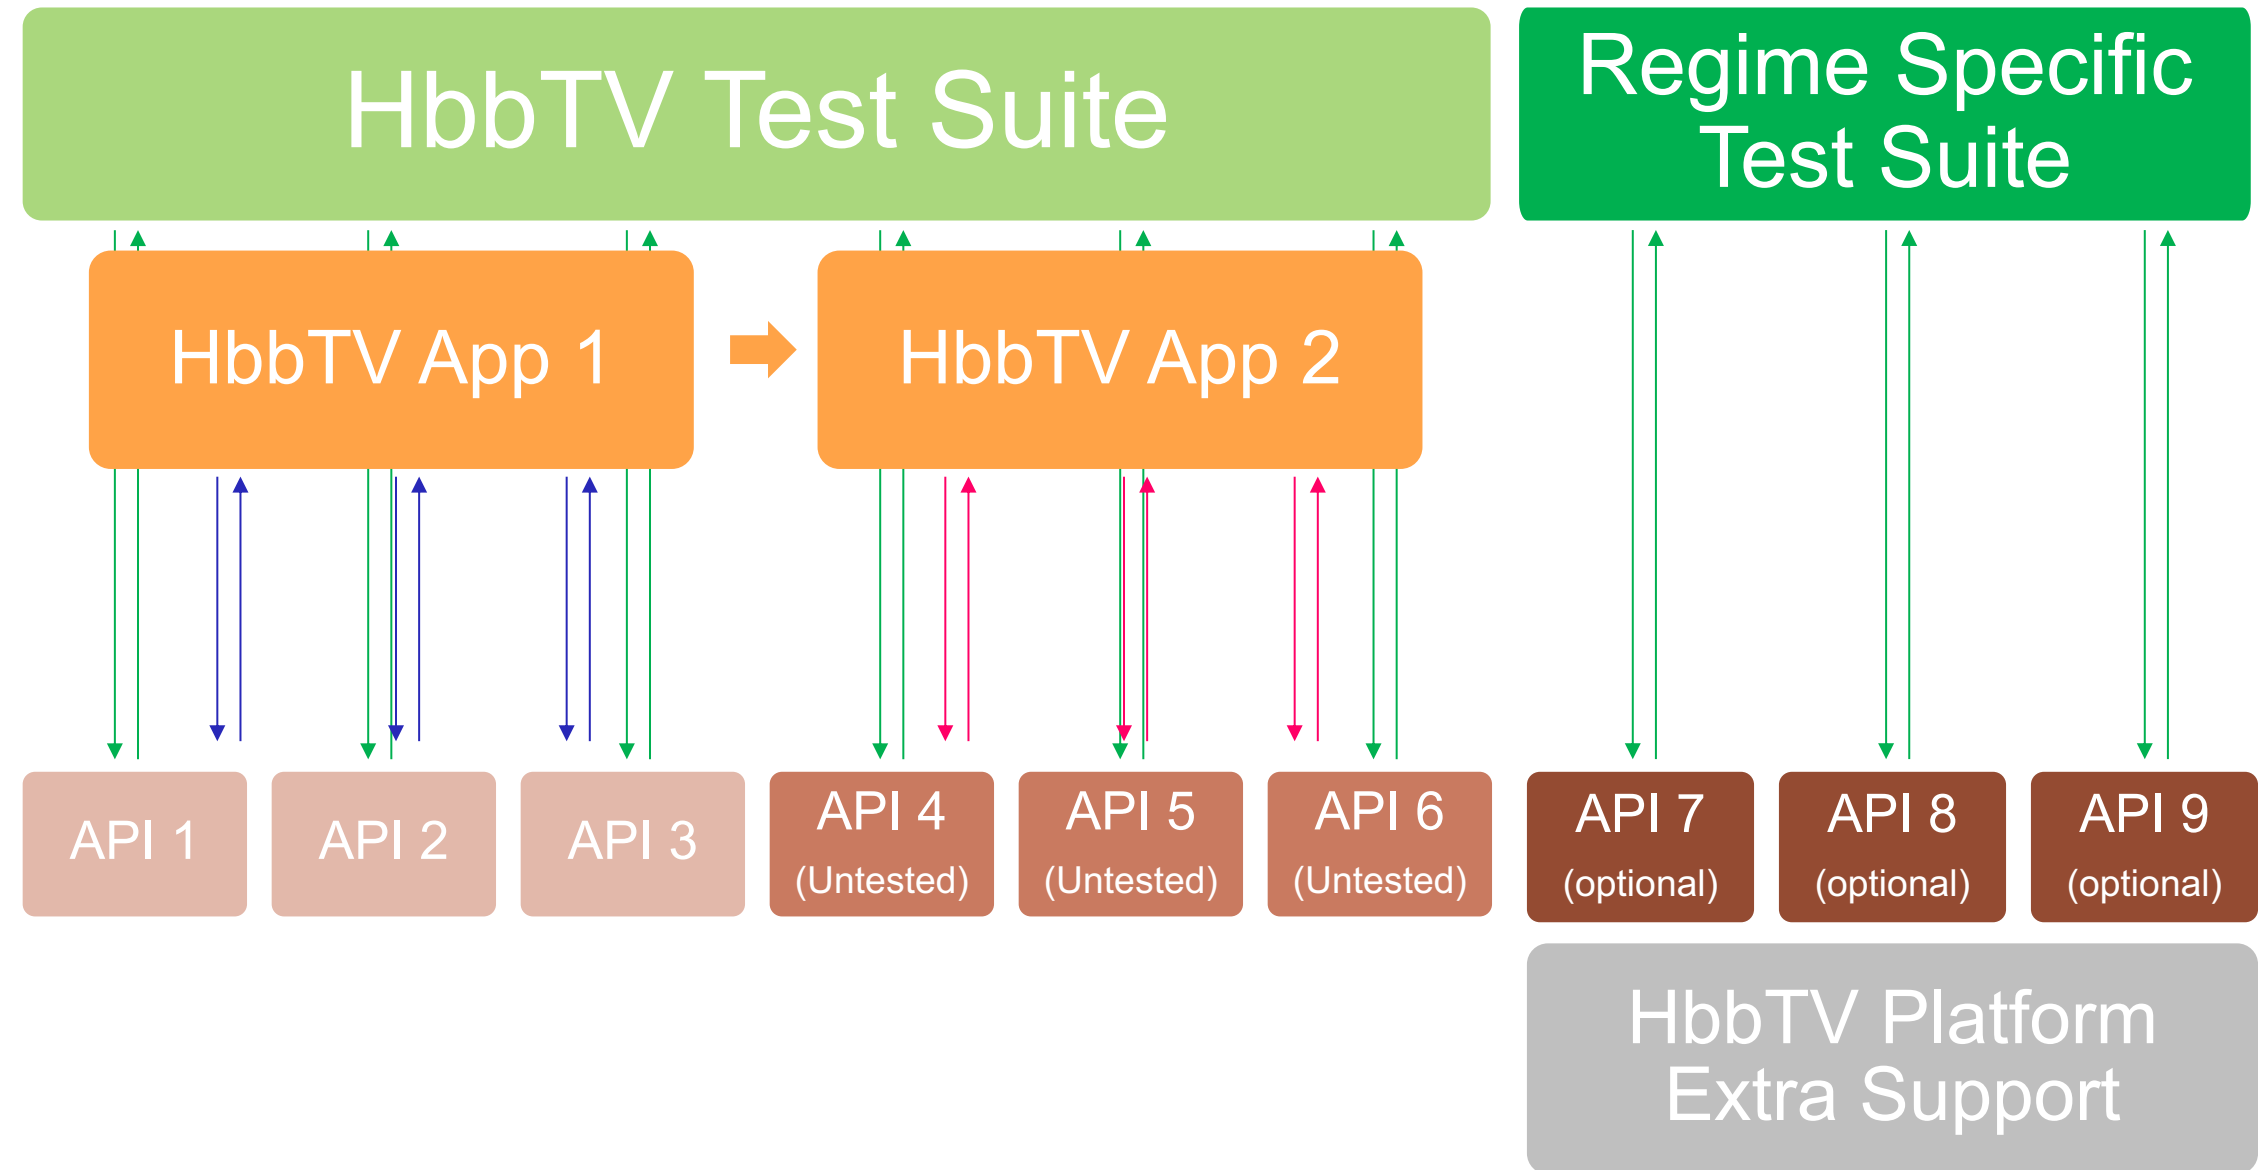 HbbTV Test Suite
Regime Specific
Test Suite
HbbTV App 1
HbbTV App 2
API 1
API 2
API 3
API 4
(Untested)
API 5
(Untested)
API 6
(Untested)
API 7
(optional)
API 8
(optional)
API 9
(optional)
HbbTV Platform
Extra Support